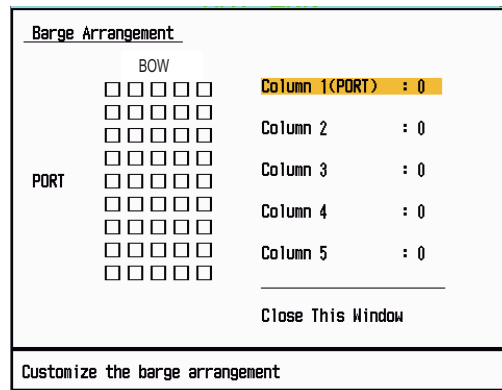 Barge Arrangement
BOW
PORT
Column 1(PORT) : 0
Column 2 : 0
Column 3 : 0
Column 4 : 0
Column 5 : 0
Close This Window
Customize the barge arrangement